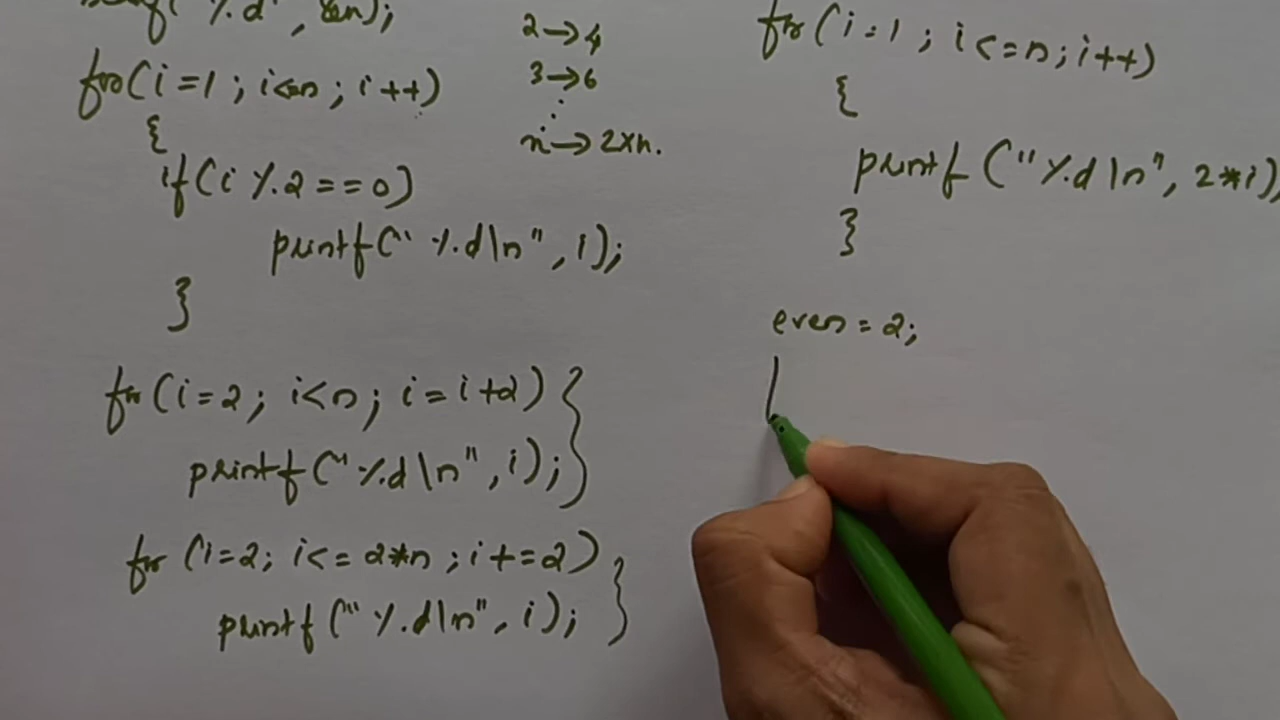 scanf("%d", &n);
for(i=1; i<=n; i++)
{
if(i%2==0)
printf("%d\n", i);
}
for(i=2; i<n; i=i+2)
printf("%d\n", i);
for(i=2; i<=2*n; i+=2)
printf("%d\n", i);
2→4
3→6
n→2×n.
for(i=1; i<=n; i++)
{
printf("%d\n", 2*i);
}
even=2;